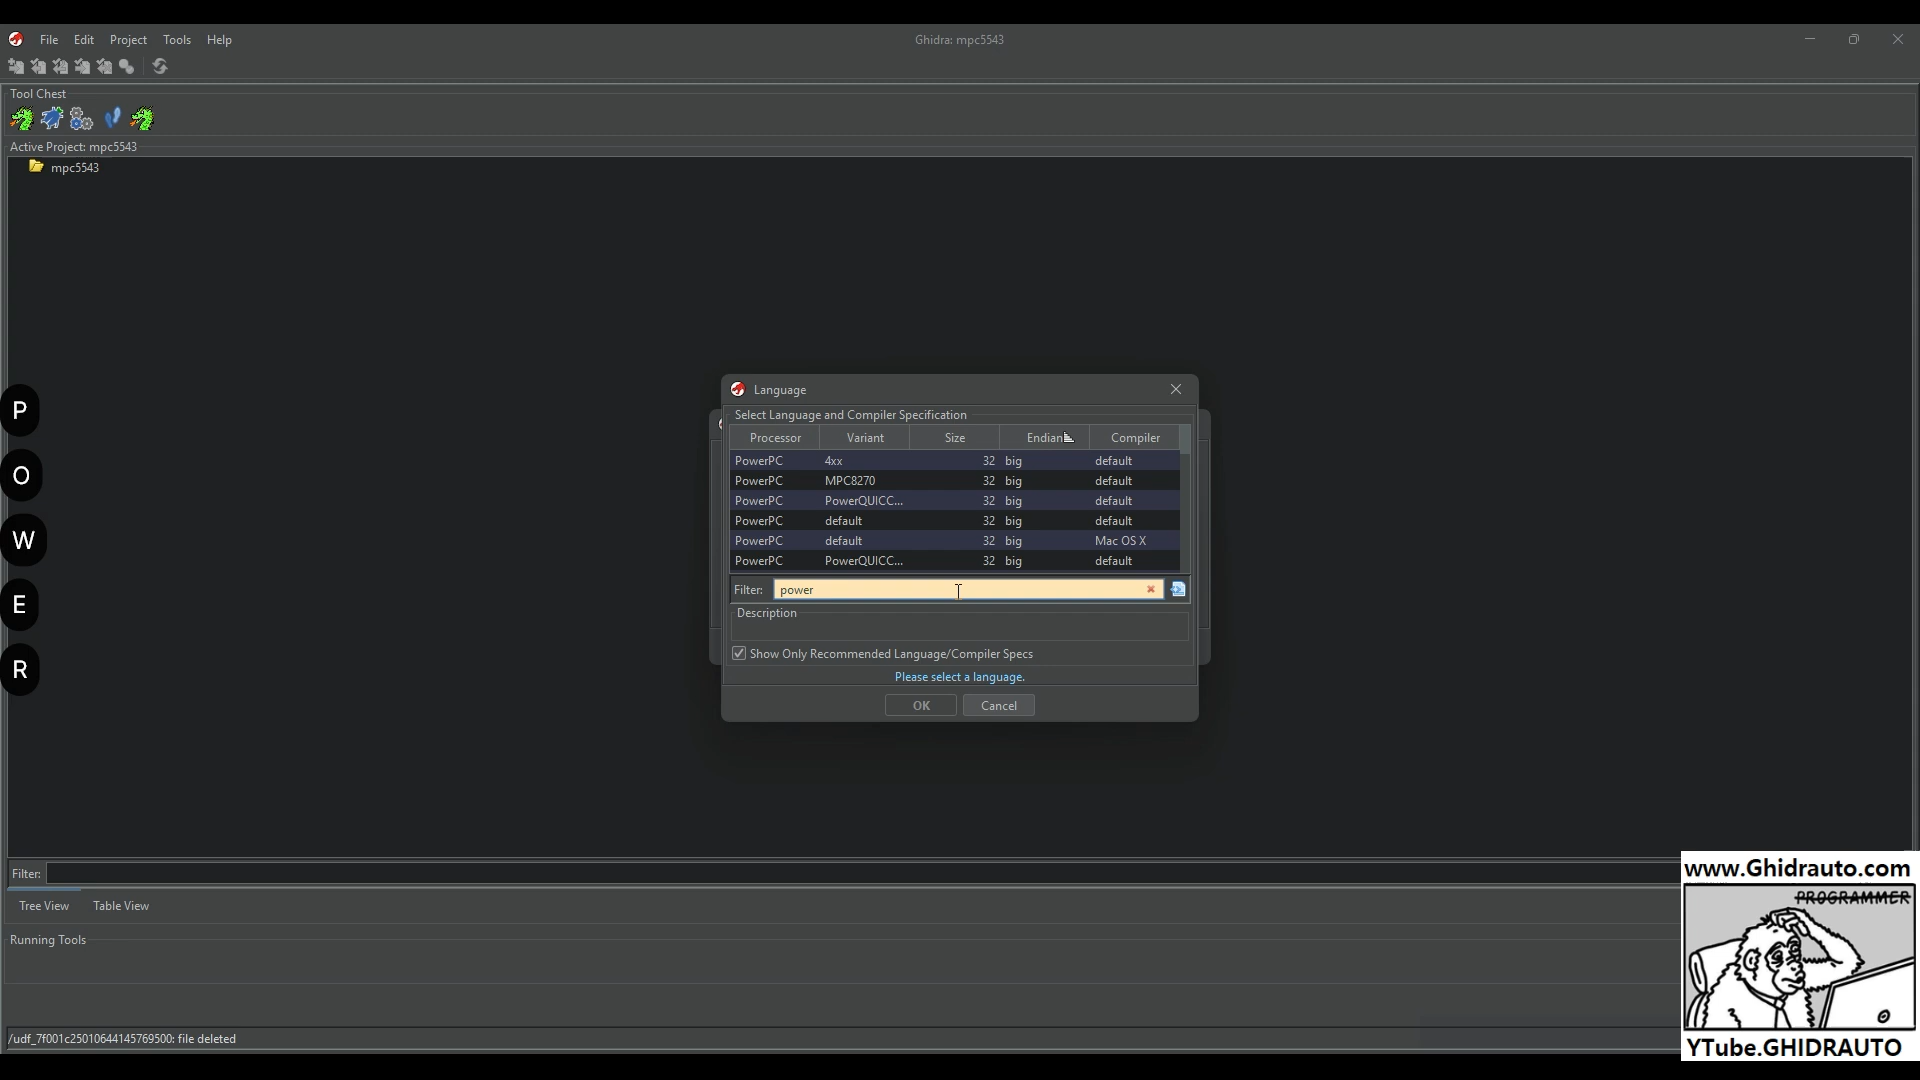 File Edit Project Tools Help
Ghidra: mpc5543
Tool Chest
Active Project: mpc5543
mpc5543
P
O
W
E
R
Language
Select Language and Compiler Specification
Processor Variant Size Endian Compiler
PowerPC 4xx 32 big default
PowerPC MPC8270 32 big default
PowerPC PowerQUICC... 32 big default
PowerPC default 32 big default
PowerPC default 32 big Mac OS X
PowerPC PowerQUICC... 32 big default
Filter: power
Description
Show Only Recommended Language/Compiler Specs
Please select a language.
OK Cancel
Filter:
Tree View Table View
Running Tools
/udf_7f001c25010644145769500: file deleted
www.Ghidrauto.com
PROGRAMMER
YTube.GHIDRAUTO